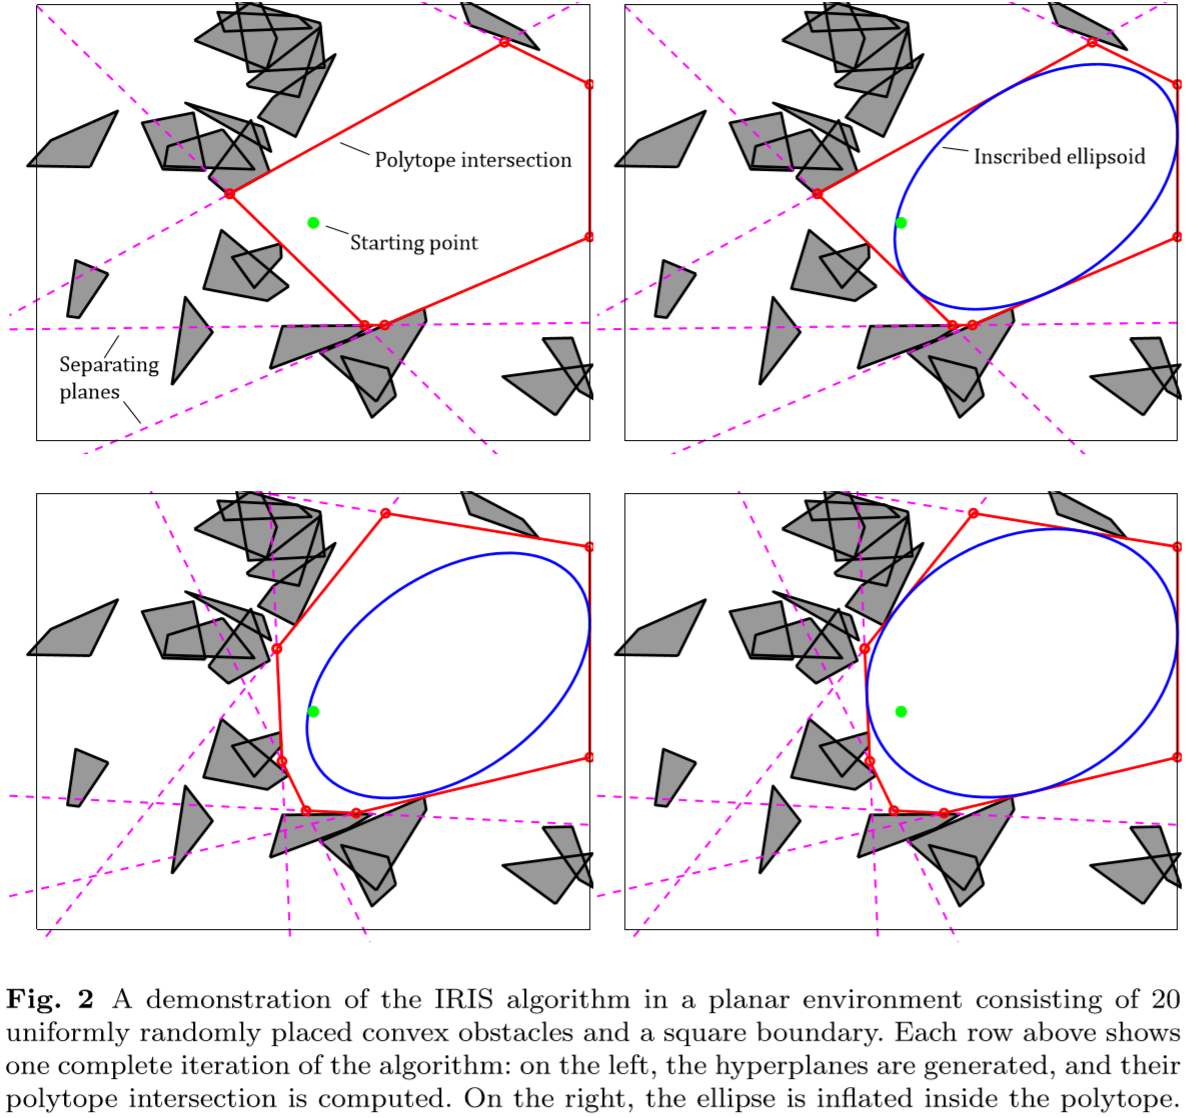 Polytope intersection
Inscribed ellipsoid
Starting point
Separating
planes
Fig. 2 A demonstration of the IRIS algorithm in a planar environment consisting of 20
uniformly randomly placed convex obstacles and a square boundary. Each row above shows
one complete iteration of the algorithm: on the left, the hyperplanes are generated, and their
polytope intersection is computed. On the right, the ellipse is inflated inside the polytope.